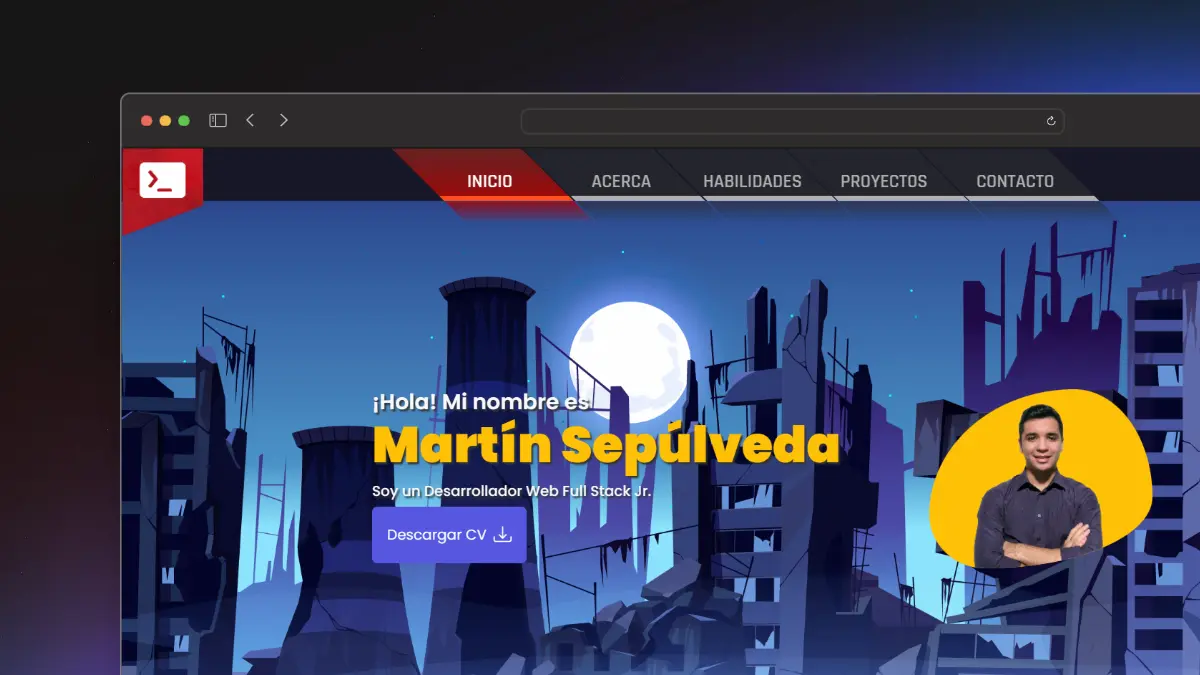 INICIO
ACERCA
HABILIDADES
PROYECTOS
CONTACTO
¡Hola! Mi nombre es
Martín Sepúlveda
Soy un Desarrollador Web Full Stack Jr.
Descargar CV